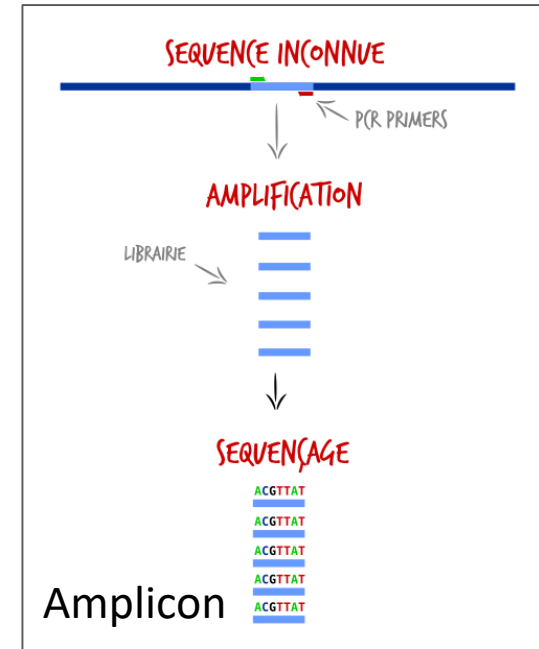 SEQUENCE INCONNUE
PCR PRIMERS
AMPLIFICATION
LIBRAIRIE
SEQUENÇAGE
ACGTTAT
ACGTTAT
ACGTTAT
ACGTTAT
Amplicon ACGTTAT